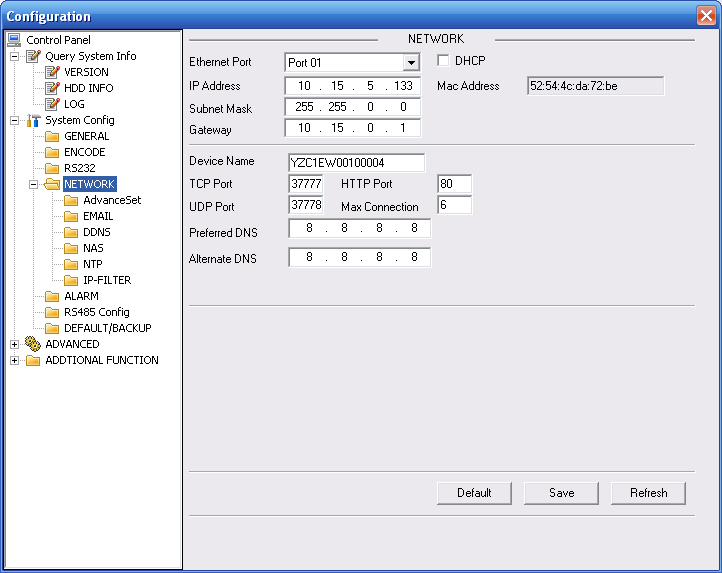 Configuration
Control Panel
Query System Info
VERSION
HDD INFO
LOG
System Config
GENERAL
ENCODE
RS232
NETWORK
AdvanceSet
EMAIL
DDNS
NAS
NTP
IP-FILTER
ALARM
RS485 Config
DEFAULT/BACKUP
ADVANCED
ADDTIONAL FUNCTION
NETWORK
Ethernet Port Port 01 DHCP
IP Address 10 . 15 . 5 . 133 Mac Address 52:54:4c:da:72:be
Subnet Mask 255 . 255 . 0 . 0
Gateway 10 . 15 . 0 . 1
Device Name YZC1EW00100004
TCP Port 37777 HTTP Port 80
UDP Port 37778 Max Connection 6
Preferred DNS 8 . 8 . 8 . 8
Alternate DNS 8 . 8 . 8 . 8
Default Save Refresh